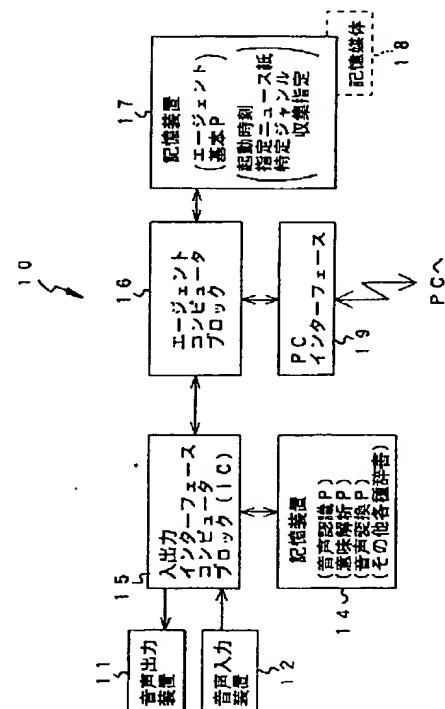 10
11
音声出力
装置
12
音声入力
装置
15
入出力
インターフェース
コンピュータ
ブロック(IC)
14
記憶装置
(音声認識P)
(意味解析P)
(音声変換P)
(その他各種辞書)
16
エージェント
コンピュータ
ブロック
PC
インターフェース
19
PCへ
17
記憶装置
(エージェント
基本P)
(起動時刻
指定ニュース紙
特定ジャンル
収集指定)
記憶媒体
18